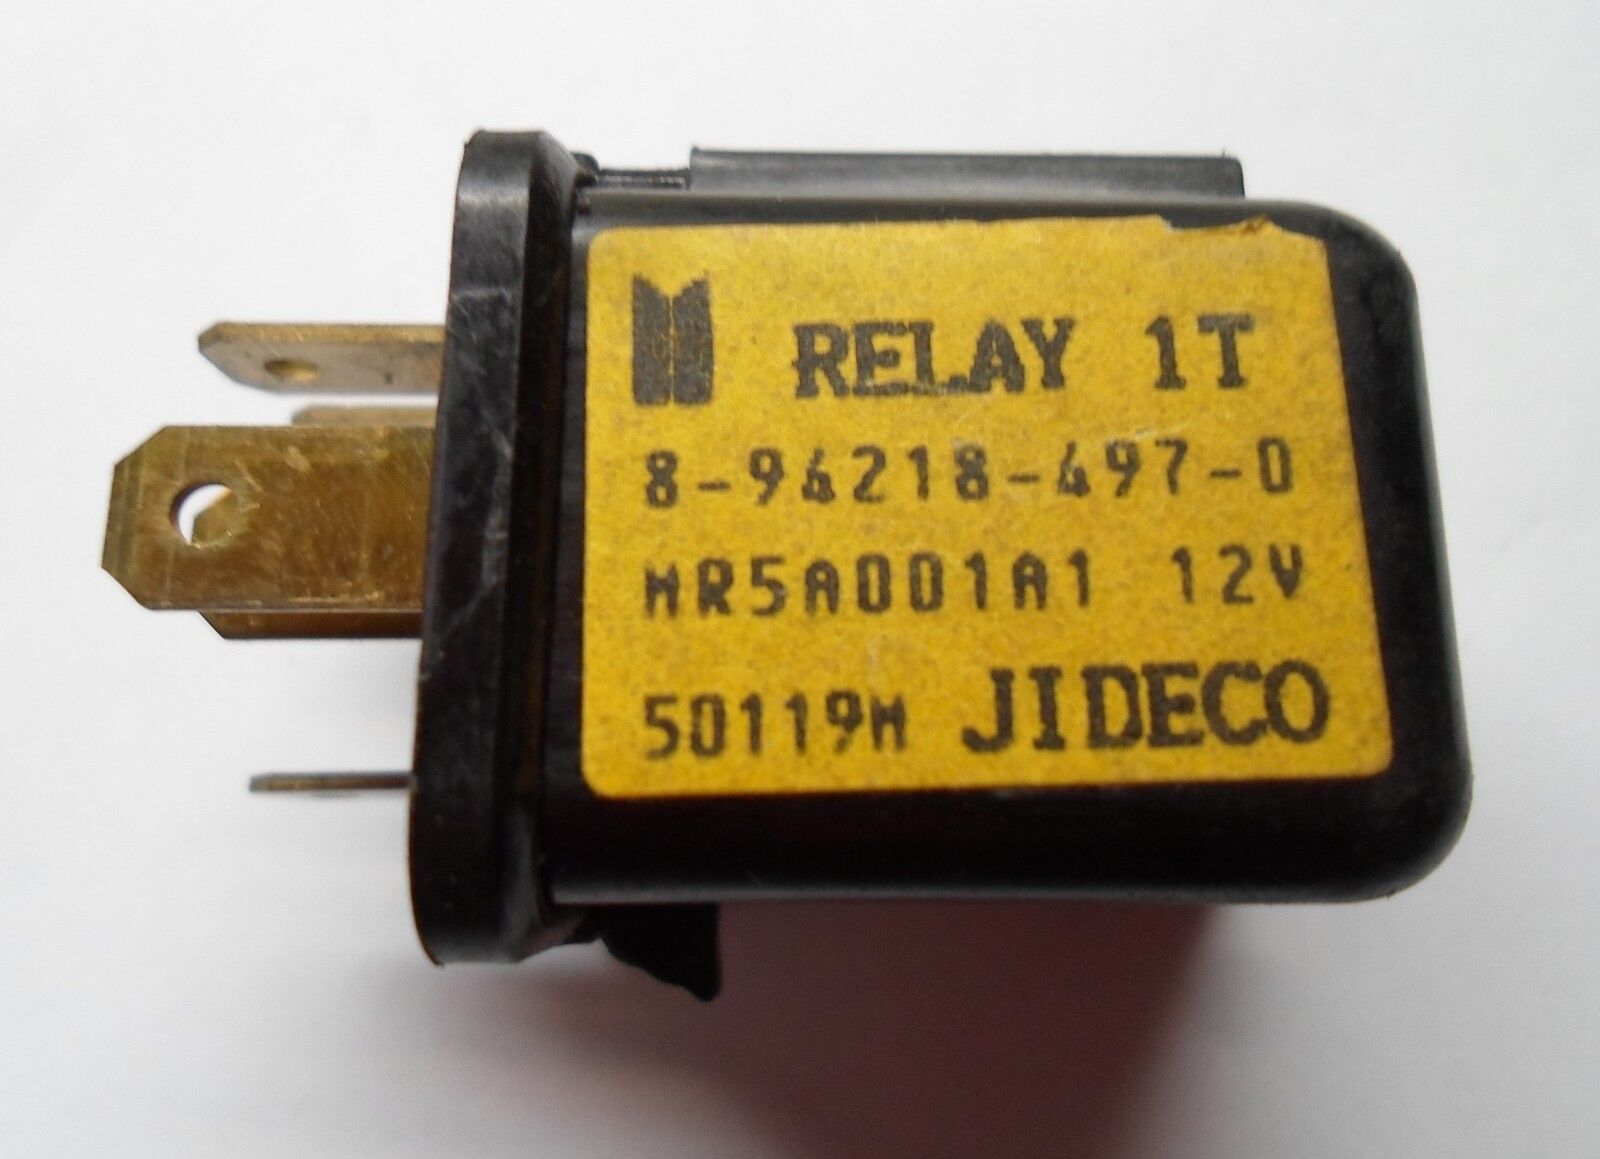 RELAY 1T
8-94218-497-0
MR5A001A1 12V
50119M JIDECO